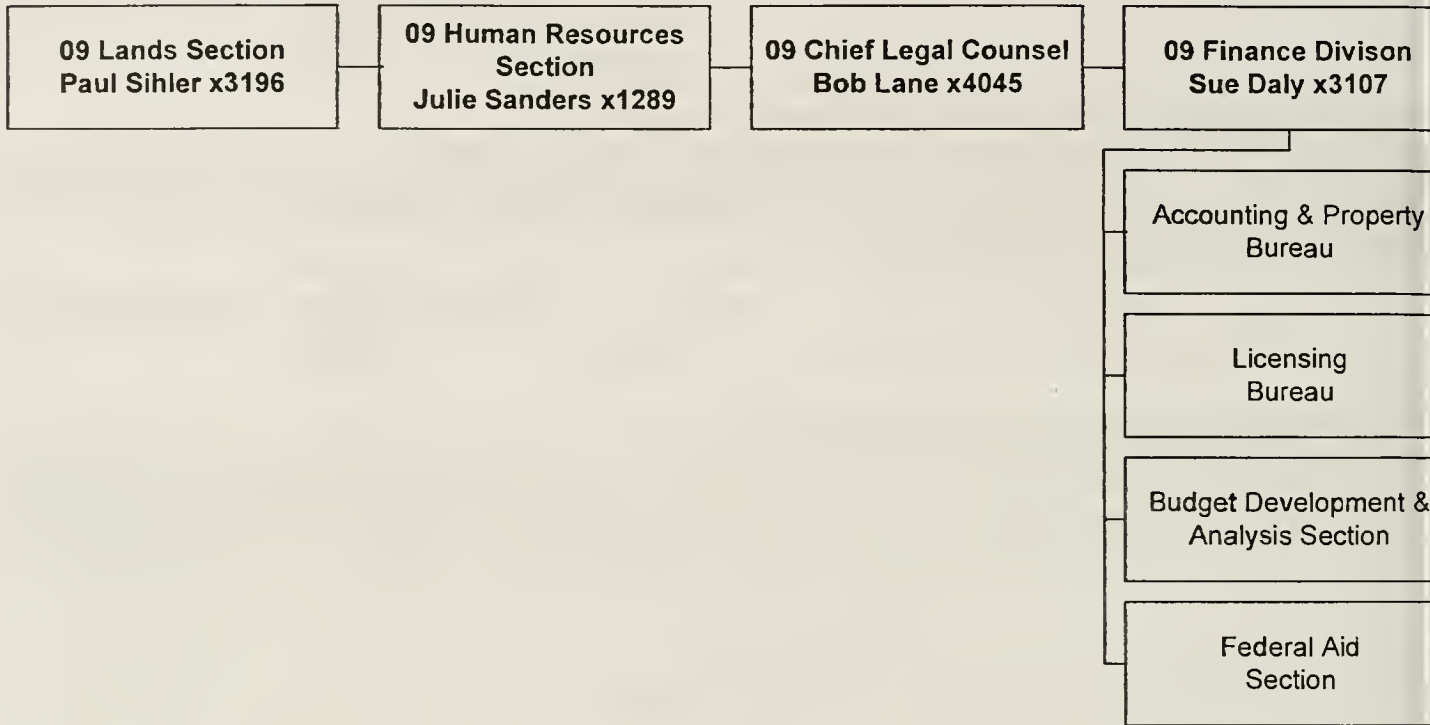 09 Lands Section
Paul Sihler x3196
09 Human Resources
Section
Julie Sanders x1289
09 Chief Legal Counsel
Bob Lane x4045
09 Finance Divison
Sue Daly x3107
Accounting & Property
Bureau
Licensing
Bureau
Budget Development &
Analysis Section
Federal Aid
Section